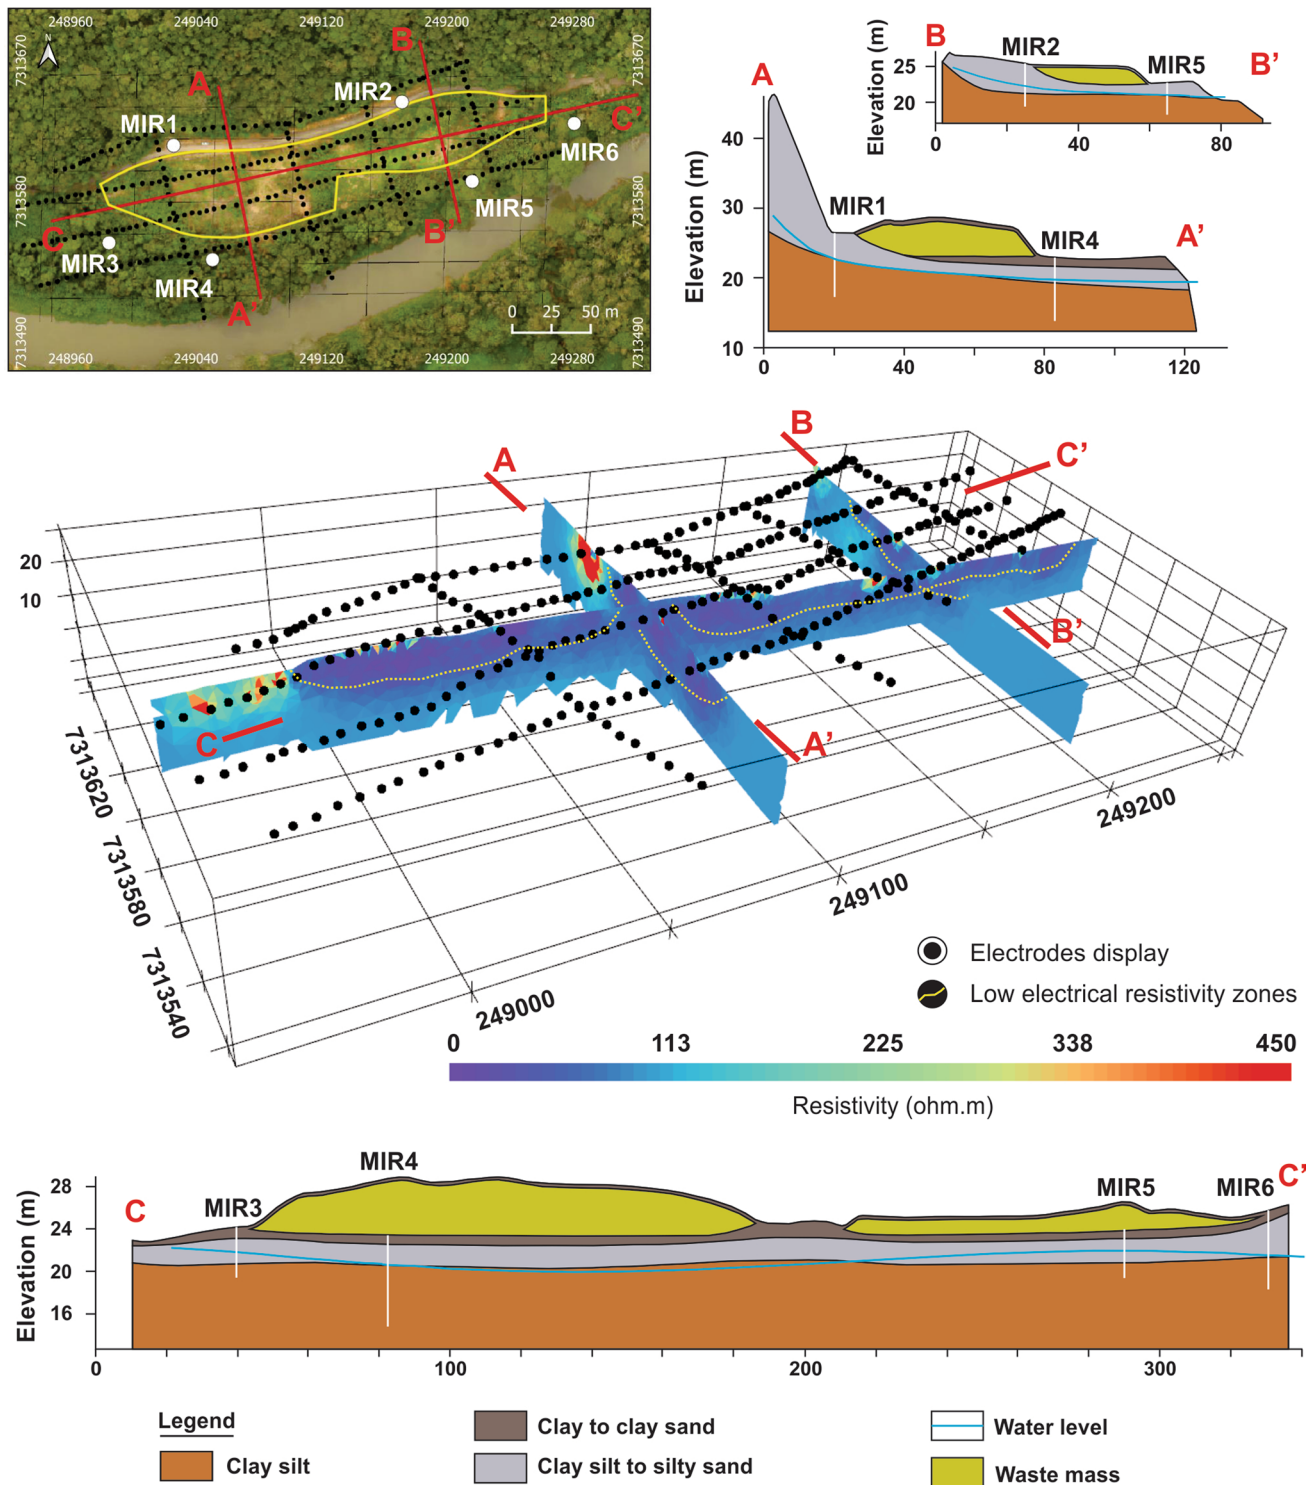 248960 249040 249120 249200 249280
7313670 7313670
N
A
B
MIR2
C'
MIR1
MIR6
7313580 7313580
MIR5
C
B'
MIR3
MIR4
A'
0 25 50 m
7313490 7313490
248960 249040 249120 249200 249280
B
MIR2
MIR5
B'
Elevation (m)
25
20
0 40 80
A
Elevation (m)
40
30
20
10
MIR1
MIR4
A'
0 40 80 120
A
B
C'
20
10
C
A'
B'
7313620
7313580
7313540
249000
249100
249200
Electrodes display
Low electrical resistivity zones
0 113 225 338 450
Resistivity (ohm.m)
C
MIR3
MIR4
MIR5
MIR6
C'
Elevation (m)
28
24
20
16
0 100 200 300
Legend
Clay silt
Clay to clay sand
Clay silt to silty sand
Water level
Waste mass